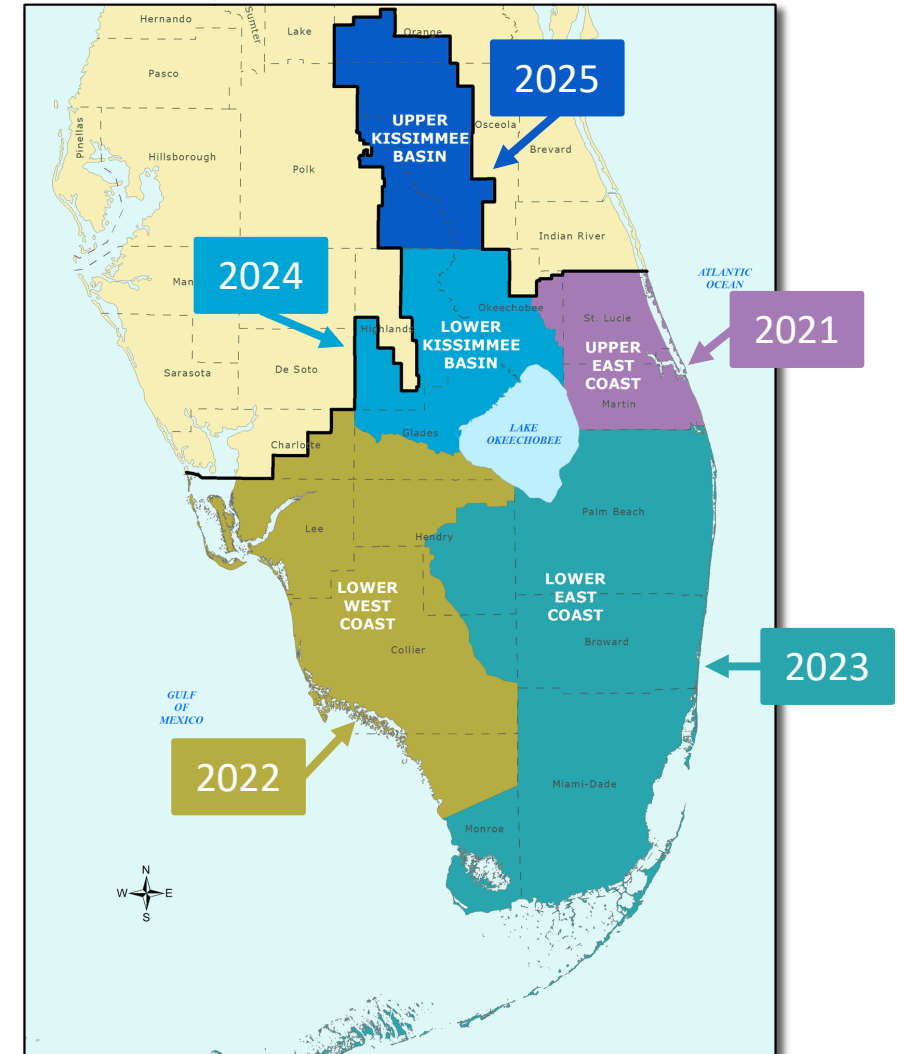 Hernando
Sumter
Lake
Orange
Pasco
2025
Pinellas
Hillsborough
Polk
UPPER
KISSIMMEE
BASIN
Osceola
Brevard
Indian River
2024
Man
ATLANTIC
OCEAN
Okeechobee
St. Lucie
2021
Highlands
LOWER
KISSIMMEE
BASIN
UPPER
EAST
COAST
Sarasota
De Soto
Martin
Charlotte
Glades
LAKE
OKEECHOBEE
Lee
Hendry
Palm Beach
LOWER
WEST
COAST
LOWER
EAST
COAST
Collier
Broward
2023
GULF
OF
MEXICO
2022
Miami-Dade
Monroe
N
W
E
S